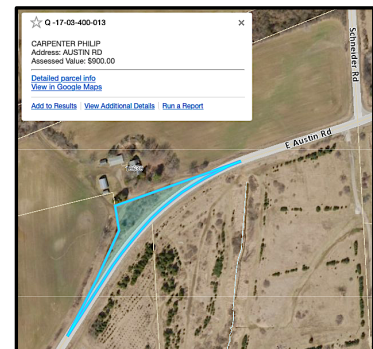 Q -17-03-400-013
CARPENTER PHILIP
Address: AUSTIN RD
Assessed Value: $900.00
Detailed parcel info
View in Google Maps
Add to Results View Additional Details Run a Report
Schneider Rd
E Austin Rd